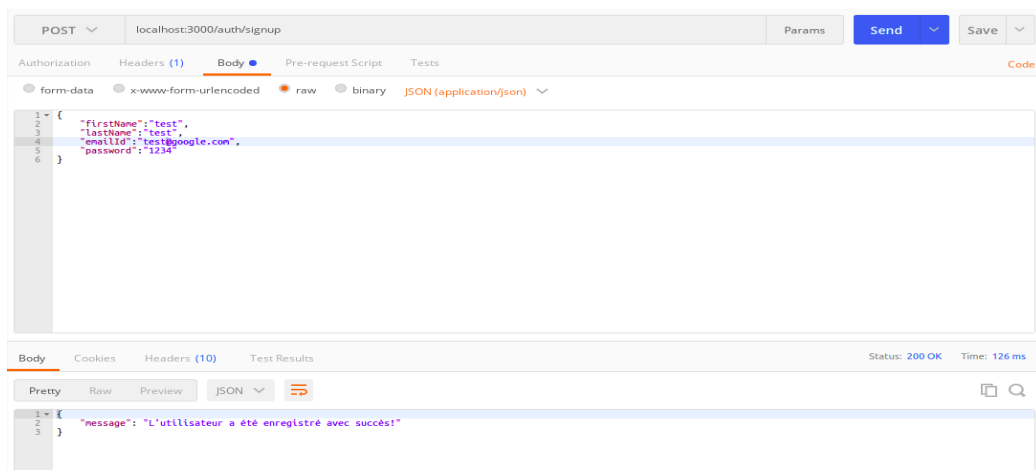 POST localhost:3000/auth/signup Params Send Save
Authorization Headers (1) Body Pre-request Script Tests Code
form-data x-www-form-urlencoded raw binary JSON (application/json)
1 {
2 "firstName":"test",
3 "lastName":"test",
4 "emailId":"test@google.com",
5 "password":"1234"
6 }
Body Cookies Headers (10) Test Results Status: 200 OK Time: 126 ms
Pretty Raw Preview JSON
1 {
2 "message": "L'utilisateur a été enregistré avec succès!"
3 }